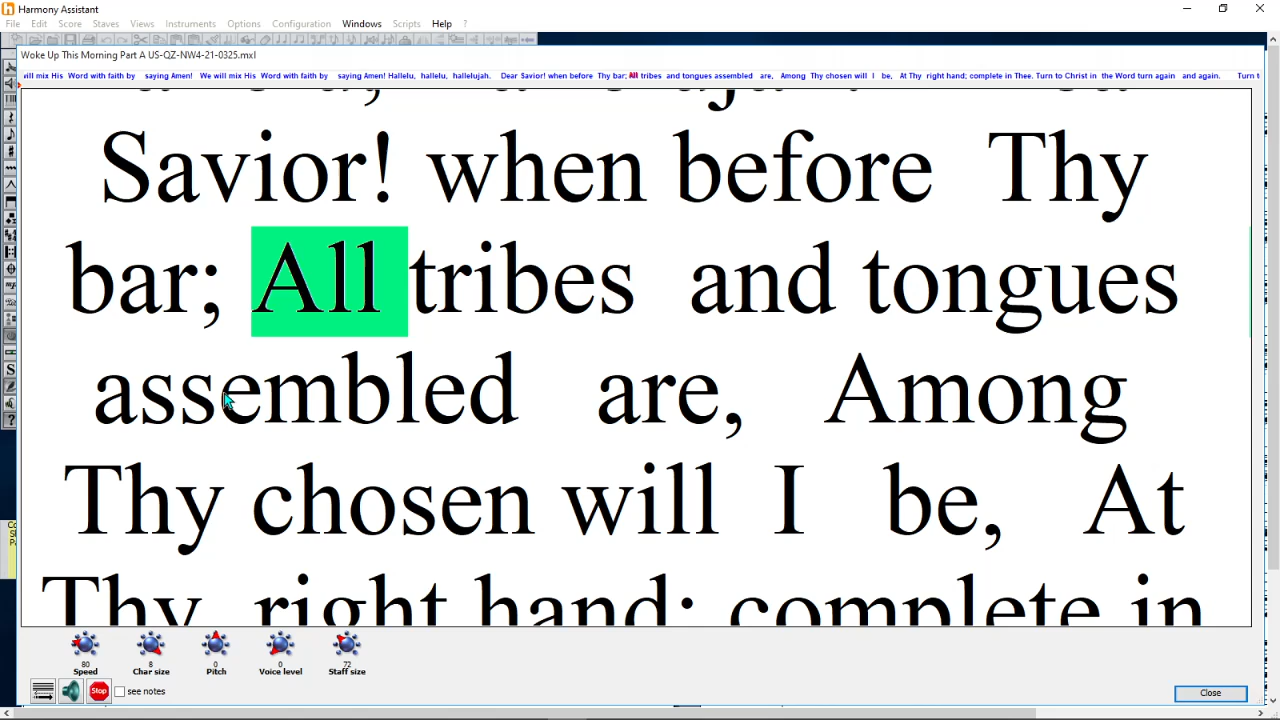 Harmony Assistant
File Edit Score Staves Views Instruments Options Configuration Windows Scripts Help ?
Woke Up This Morning Part A US-QZ-NW4-21-0325.mxl
will mix His Word with faith by saying Amen! We will mix His Word with faith by saying Amen! Hallelu, hallelu, hallelujah. Dear Savior! when before Thy bar; All tribes and tongues assembled are, Among Thy chosen will I be, At Thy right hand; complete in Thee. Turn to Christ in the Word turn again and again. Turn t
Savior! when before Thy
bar; All tribes and tongues
assembled are, Among
Thy chosen will I be, At
Thy right hand; complete in
80 8 0 0 72
Speed Char size Pitch Voice level Staff size
Stop see notes
Close